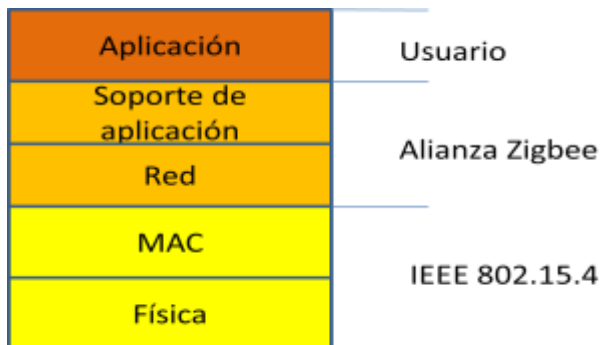 Aplicación
Usuario
Soporte de
aplicación
Alianza Zigbee
Red
MAC
IEEE 802.15.4
Física